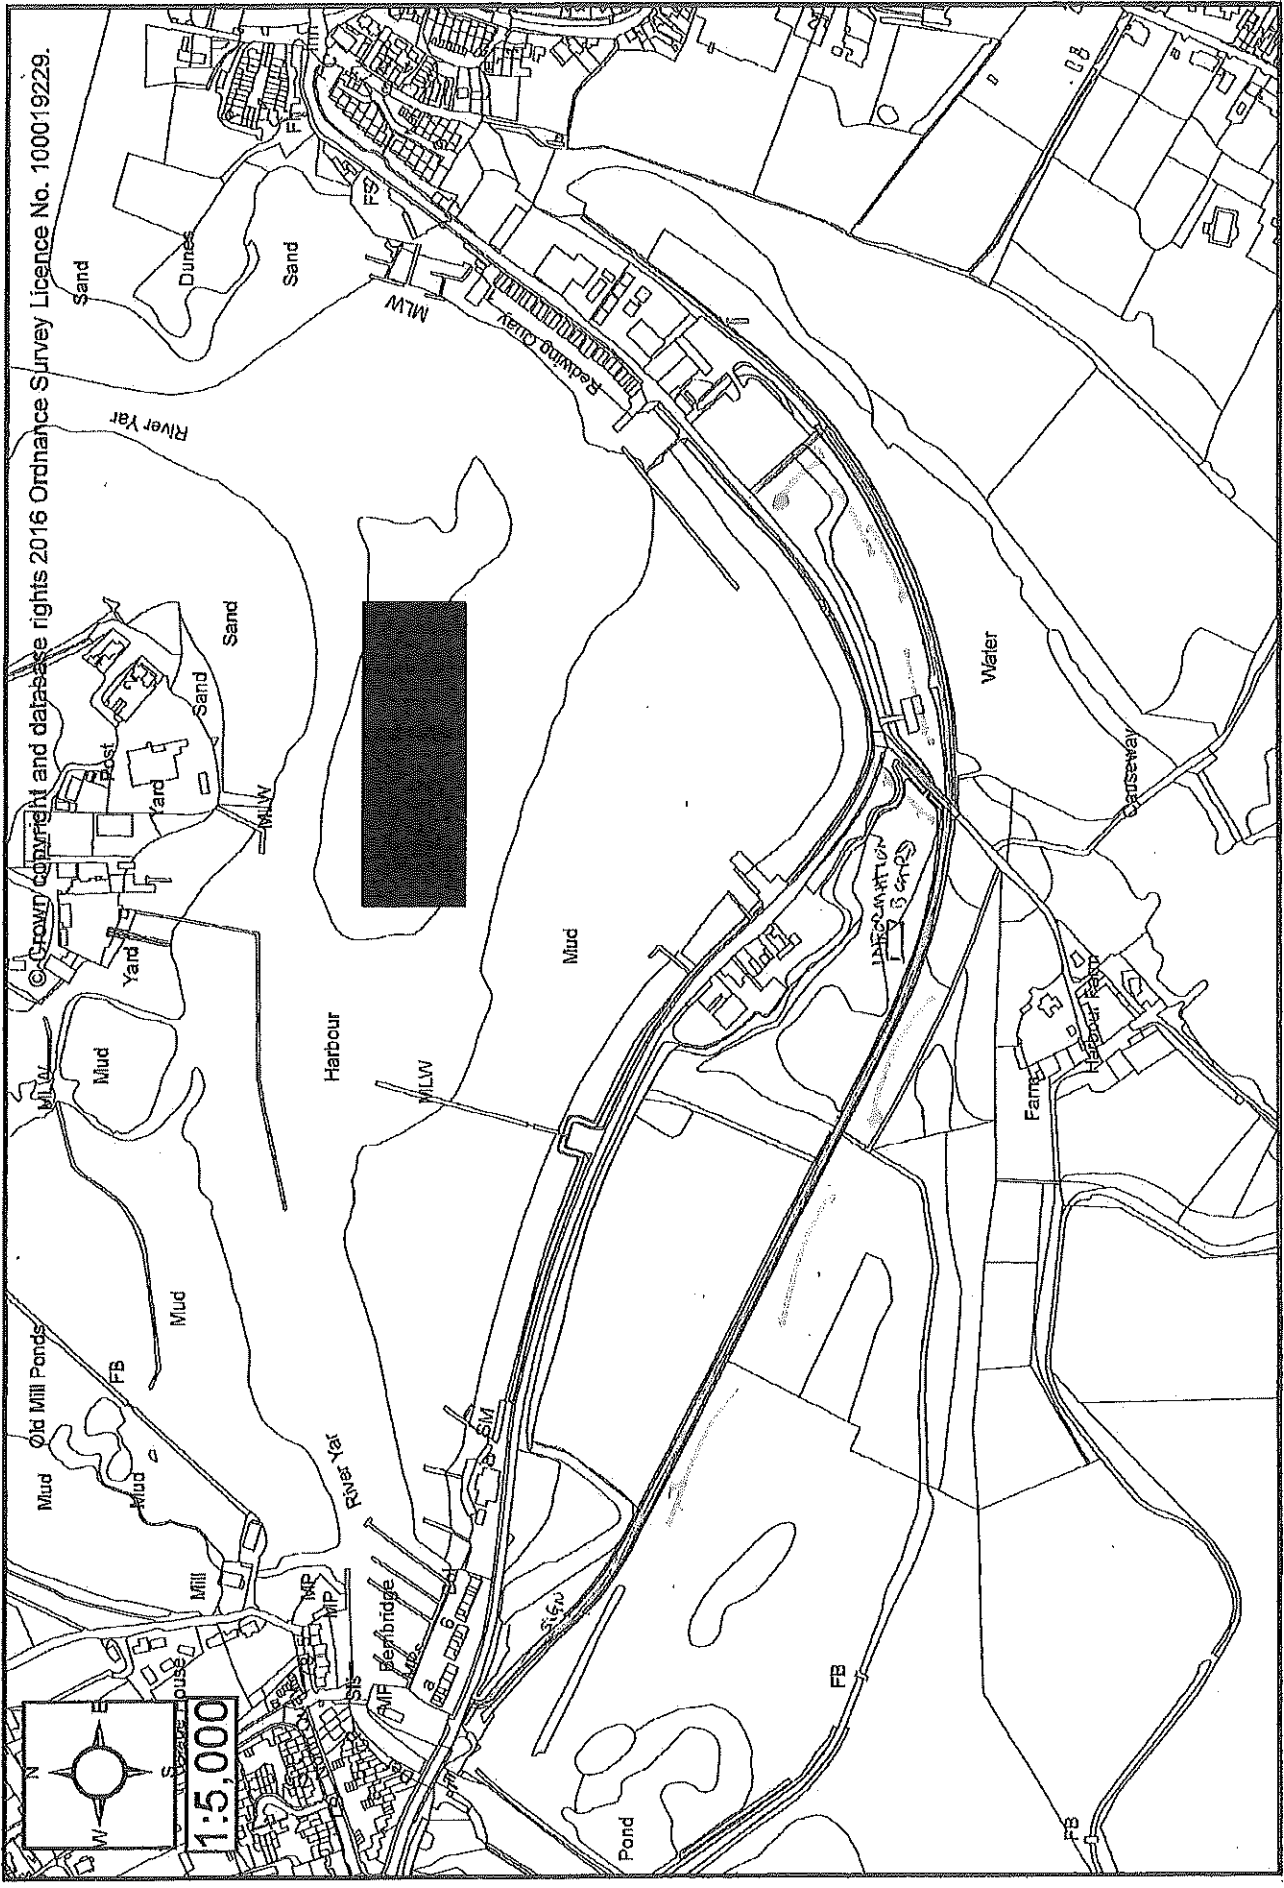 © Crown copyright and database rights 2016 Ordnance Survey Licence No. 100019229.
N
W
E
S
1:5,000
Old Mill Ponds
Mud
Mud
FB
Mud
MLW
Mud
Yard
Yard
Post
MLW
Sand
Sand
River Yar
Sand
Dunes
Sand
FB
Mill
MP
MP
Harbour
MLW
River Yar
Bembridge
MP
a
6
SM
Mud
MLW
Redwing Quay
SIGN
INFORMATION
BOARD
Water
Causeway
Farm
Harbour Farm
Pond
FB
FB